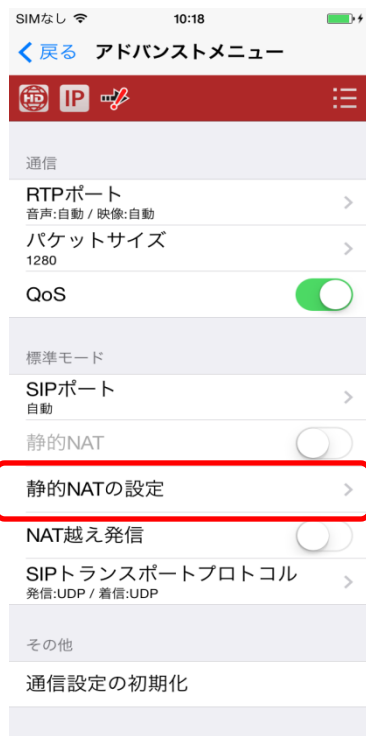 SIMなし 10:18
戻る アドバンストメニュー
HD IP
通信
RTPポート
音声:自動 / 映像:自動
パケットサイズ
1280
QoS
標準モード
SIPポート
自動
静的NAT
静的NATの設定
NAT越え発信
SIPトランスポートプロトコル
発信:UDP / 着信:UDP
その他
通信設定の初期化